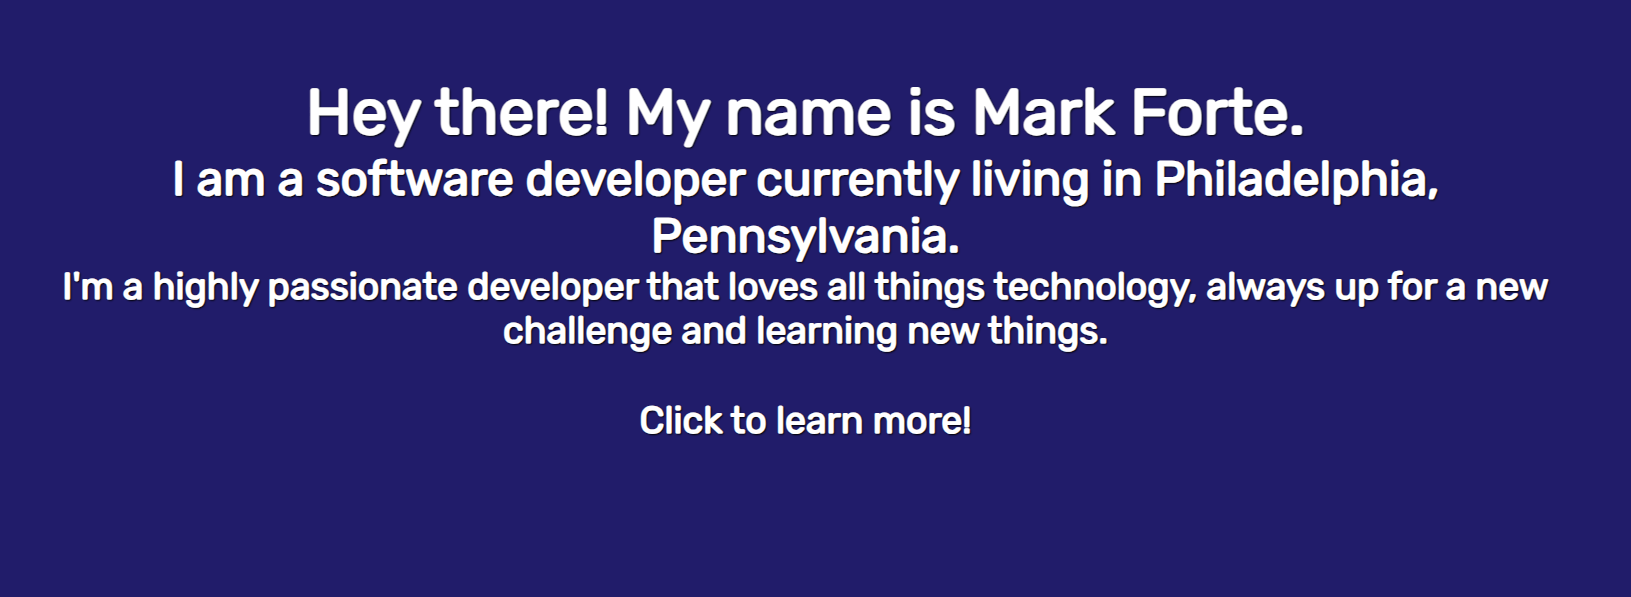 Hey there! My name is Mark Forte.
I am a software developer currently living in Philadelphia,
Pennsylvania.
I'm a highly passionate developer that loves all things technology, always up for a new
challenge and learning new things.
Click to learn more!